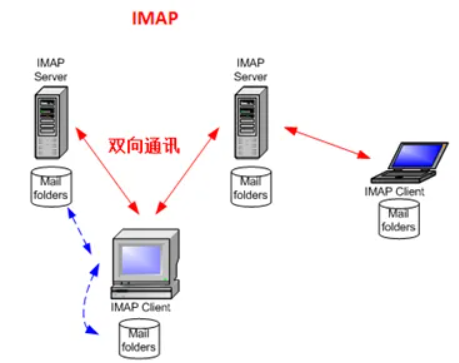 IMAP
IMAP
Server
IMAP
Server
双向通讯
Mail
folders
Mail
folders
IMAP Client
Mail
folders
IMAP Client
Mail
folders